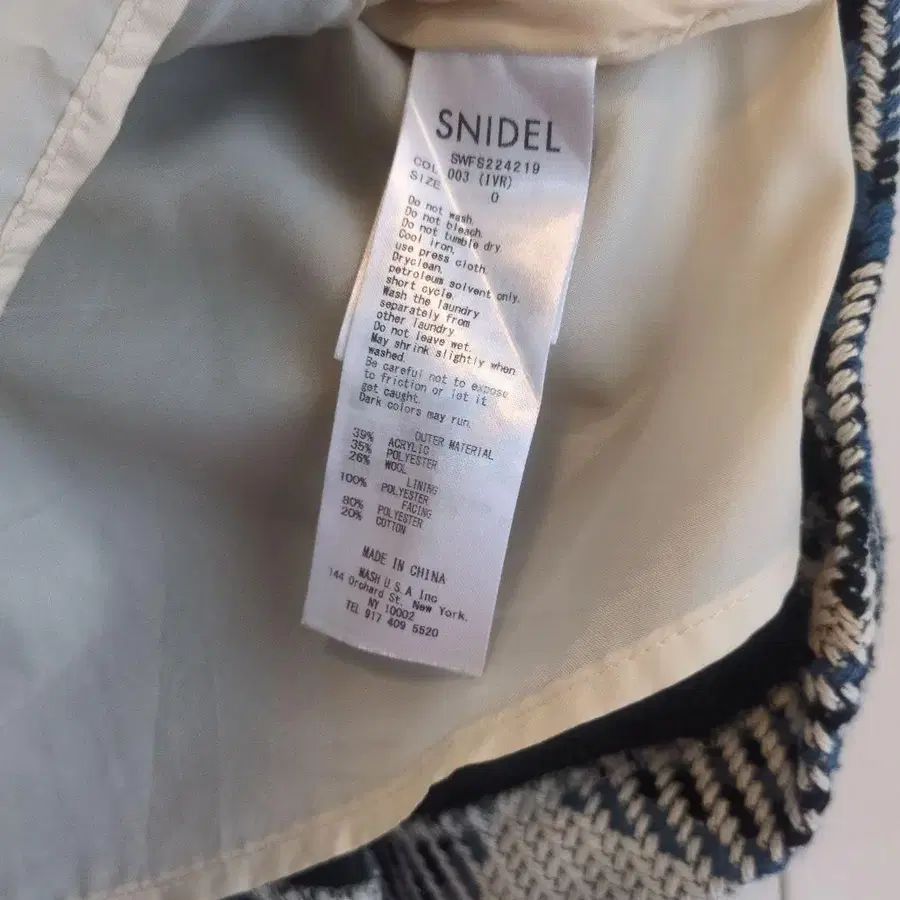 SNIDEL
SWFS224219
COL 003 (IVR)
SIZE 0
Do not wash.
Do not bleach.
Do not tumble dry.
Cool iron.
use press cloth.
Dryclean.
petroleum solvent only.
short cycle.
Wash the laundry
separately from
other laundry
Do not leave wet.
May shrink slightly when
washed.
Be careful not to expose
to friction or let it
get caught.
Dark colors may run.
OUTER MATERIAL
39% ACRYLIC
35% POLYESTER
26% WOOL
LINING
100% POLYESTER
FACING
80% POLYESTER
20% COTTON
MADE IN CHINA
MASH U.S.A Inc
144 Orchard St. New York.
NY 10002
TEL 917 409 5520